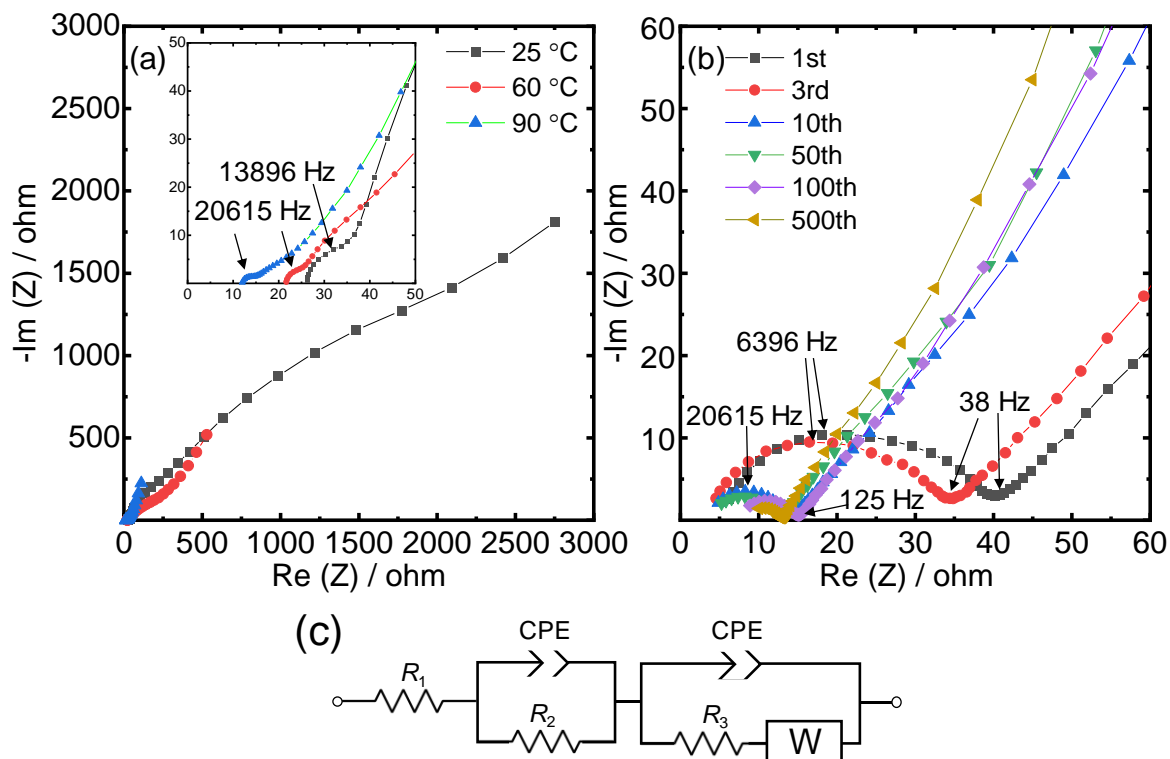 (a)
25 °C
60 °C
90 °C
50
40
30
20
10
0
10
20
30
40
50
13896 Hz
20615 Hz
3000
2500
2000
1500
1000
500
0
0
500
1000
1500
2000
2500
3000
-Im (Z) / ohm
Re (Z) / ohm
(b)
1st
3rd
10th
50th
100th
500th
60
50
40
30
20
10
0
10
20
30
40
50
60
6396 Hz
20615 Hz
38 Hz
125 Hz
-Im (Z) / ohm
Re (Z) / ohm
(c)
CPE
CPE
R1
R2
R3
W